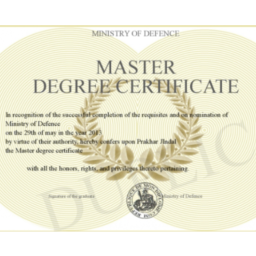 MINISTRY OF DEFENCE
MASTER
DEGREE CERTIFICATE
In recognition of the successful completion of the requisites and on nomination of
Ministry of Defence
on the 29th of may in the year
by virtue of their authority, hereby confers upon Prakhar Jindal
the Master degree certificate
with all the honors, rights, and privileges thereto pertaining.
Signature of the graduate
Ministry of Defence